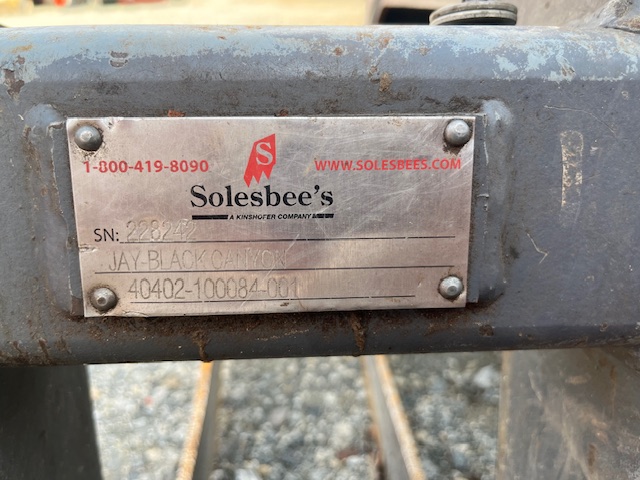 1-800-419-8090
S
WWW.SOLESBEES.COM
Solesbee's
A KINSHOFER COMPANY
SN: 228242
JAY-BLACK CANYON
40402-100084-001